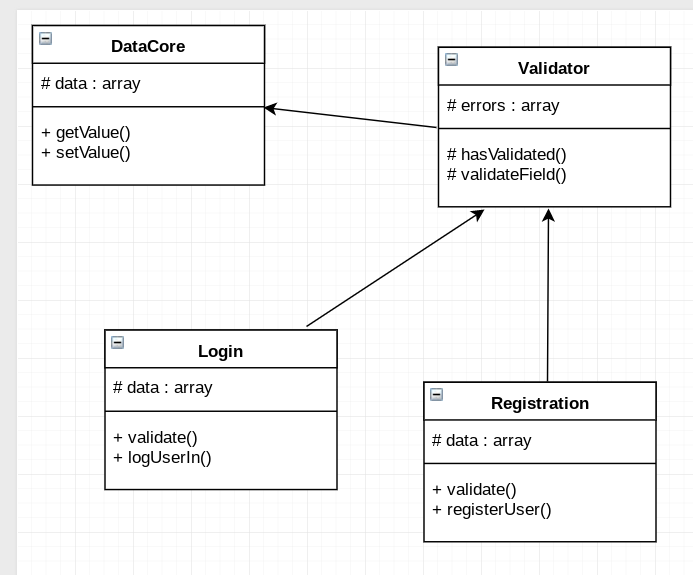 DataCore
# data : array
+ getValue()
+ setValue()
Validator
# errors : array
# hasValidated()
# validateField()
Login
# data : array
+ validate()
+ logUserIn()
Registration
# data : array
+ validate()
+ registerUser()